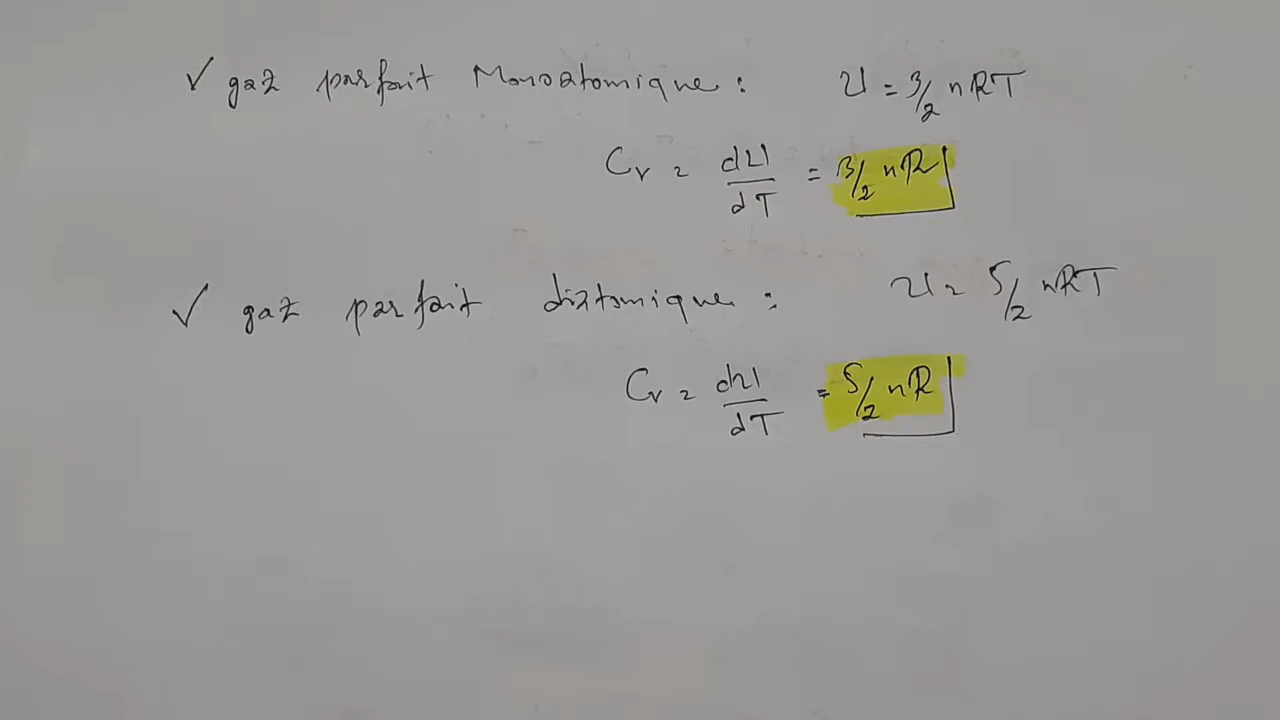 ✓ gaz parfait Monoatomique : U = 3/2 nRT
Cv = dU/dT = 3/2 nR
✓ gaz parfait diatomique : U = 5/2 nRT
Cv = dU/dT = 5/2 nR